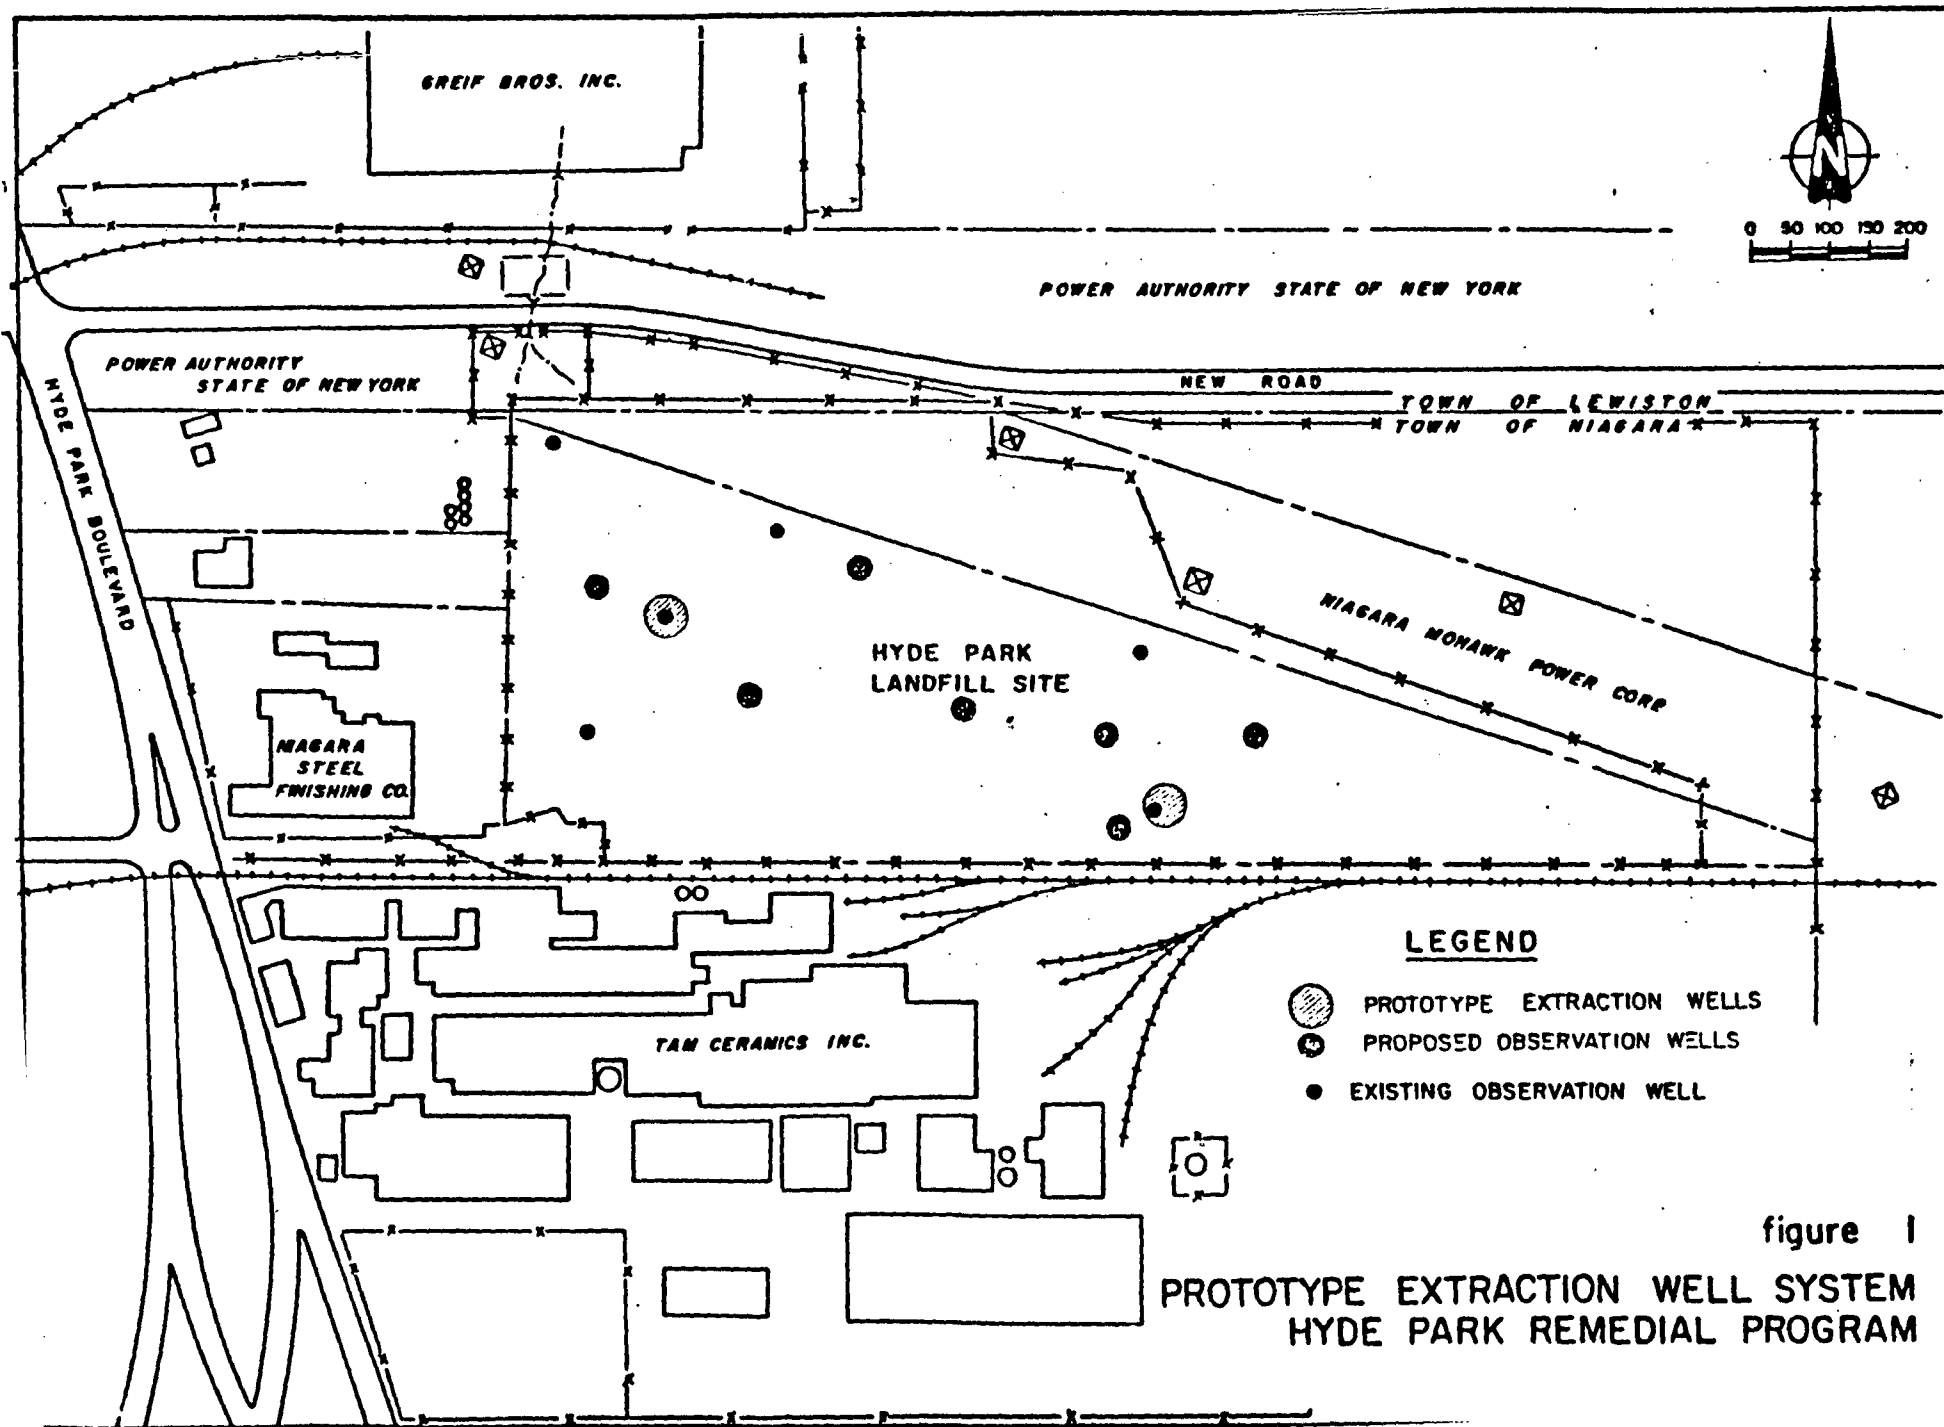 GREIF BROS. INC.
N
0 50 100 150 200
POWER AUTHORITY STATE OF NEW YORK
POWER AUTHORITY
STATE OF NEW YORK
NEW ROAD
TOWN OF LEWISTON
TOWN OF NIAGARA
HYDE PARK BOULEVARD
NIAGARA MOHAWK POWER CORP
HYDE PARK
LANDFILL SITE
NIAGARA
STEEL
FINISHING CO.
LEGEND
PROTOTYPE EXTRACTION WELLS
PROPOSED OBSERVATION WELLS
EXISTING OBSERVATION WELL
TAM CERAMICS INC.
figure 1
PROTOTYPE EXTRACTION WELL SYSTEM
HYDE PARK REMEDIAL PROGRAM